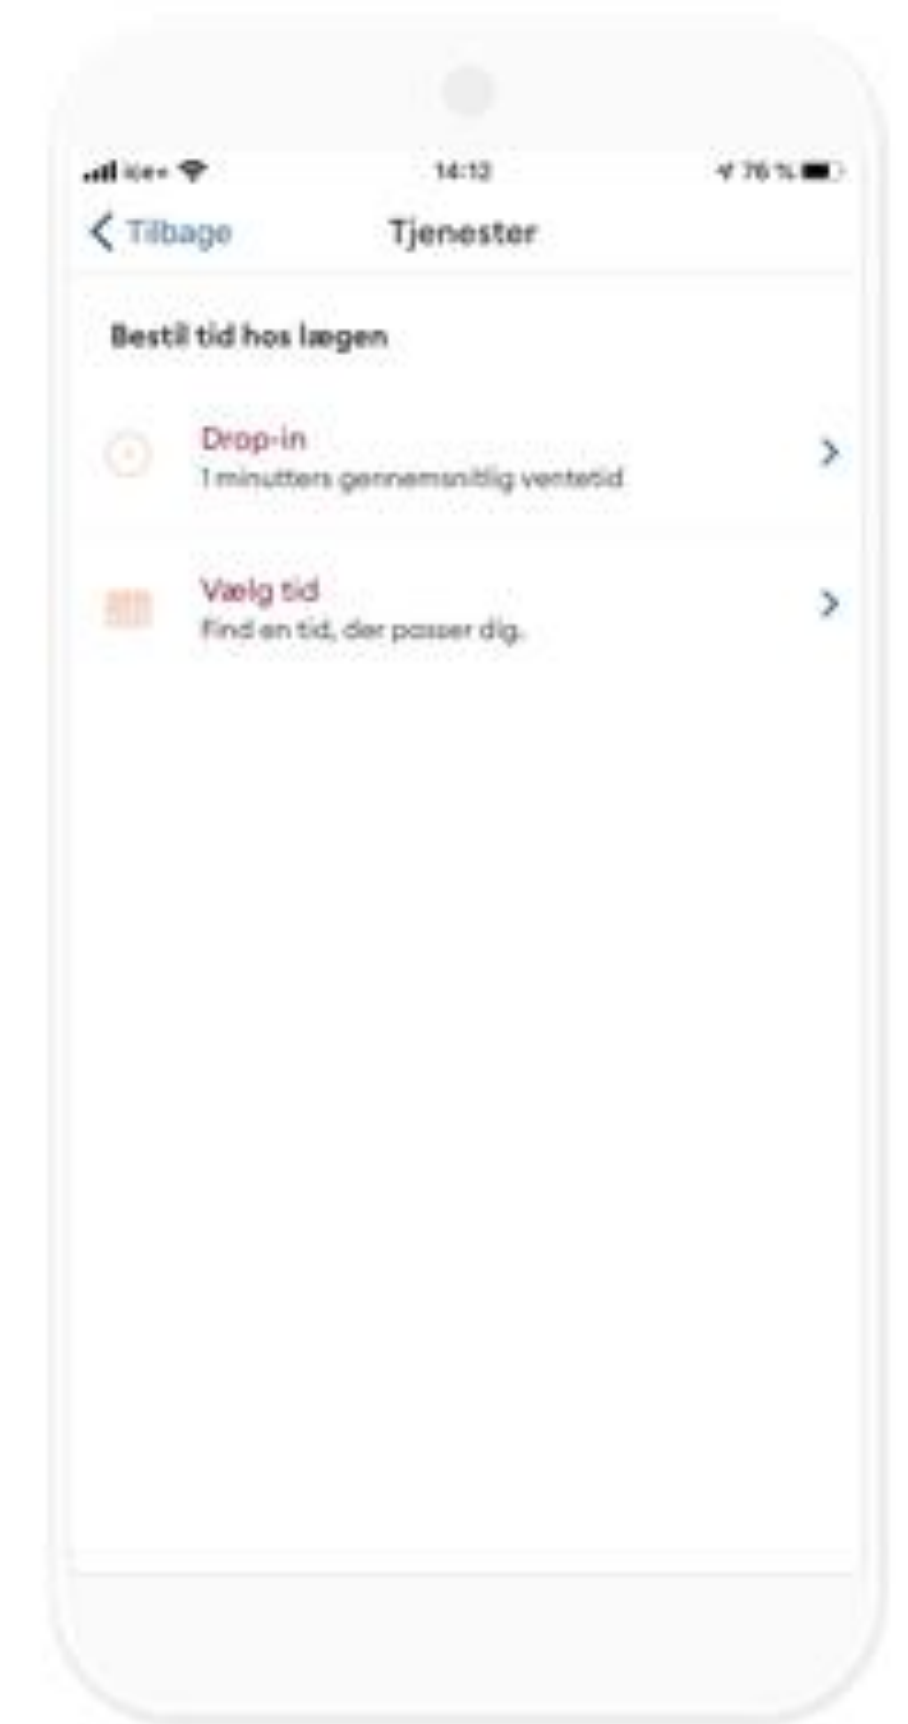 14:12
76 %
Tilbage
Tjenester
Bestil tid hos lægen
Drop-in
1 minutters gennemsnitlig ventetid
Vælg tid
Find en tid, der passer dig.